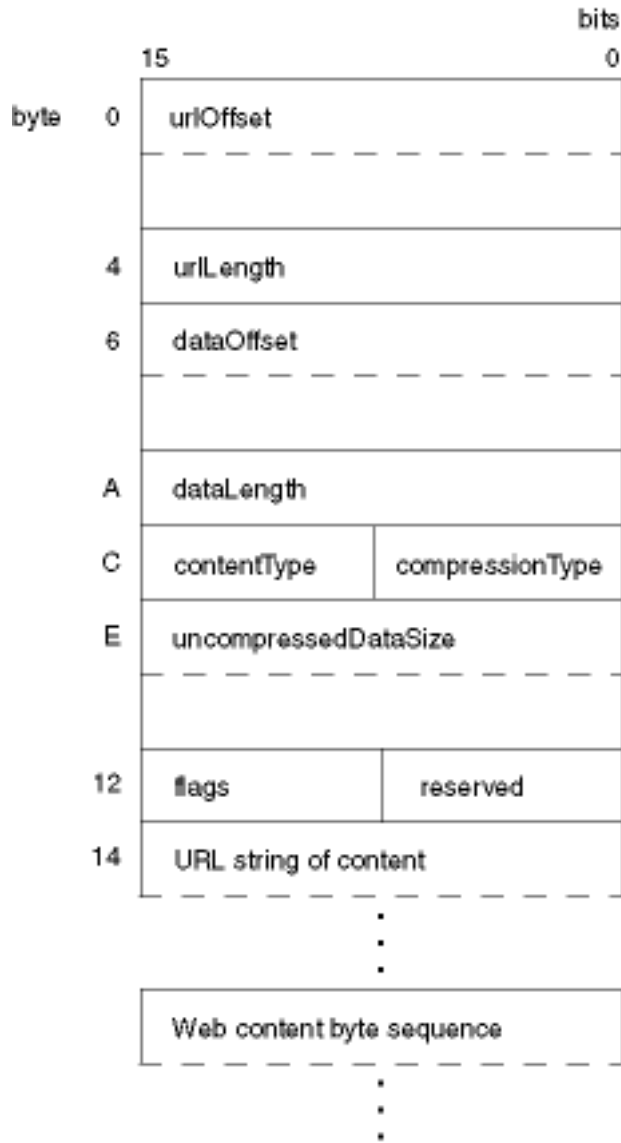 bits
15 0
byte 0 urlOffset
4 urlLength
6 dataOffset
A dataLength
C contentType compressionType
E uncompressedDataSize
12 flags reserved
14 URL string of content
Web content byte sequence